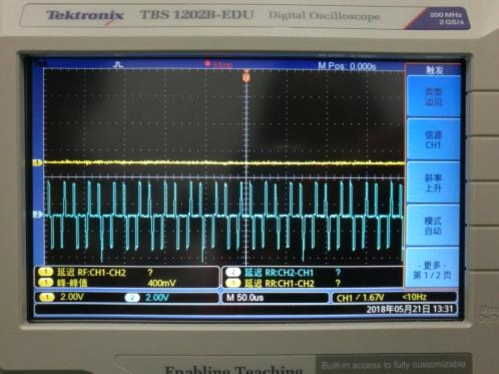 Tektronix TBS 1202B-EDU Digital Oscilloscope
200 MHz
2 GS/s
Stop M Pos: 0.000s
触发
类型
边沿
信源
CH1
斜率
上升
模式
自动
- 更多 -
第 1 / 2 页
1 延迟 RF:CH1-CH2 ?
2 延迟 RR:CH2-CH1 ?
1 峰-峰值 400mV
1 延迟 RR:CH1-CH2 ?
1 2.00V 2 2.00V M 50.0us CH1 / 1.67V <10Hz
2018年05月21日 13:31
Enabling Teaching
Built-in access to fully customizable